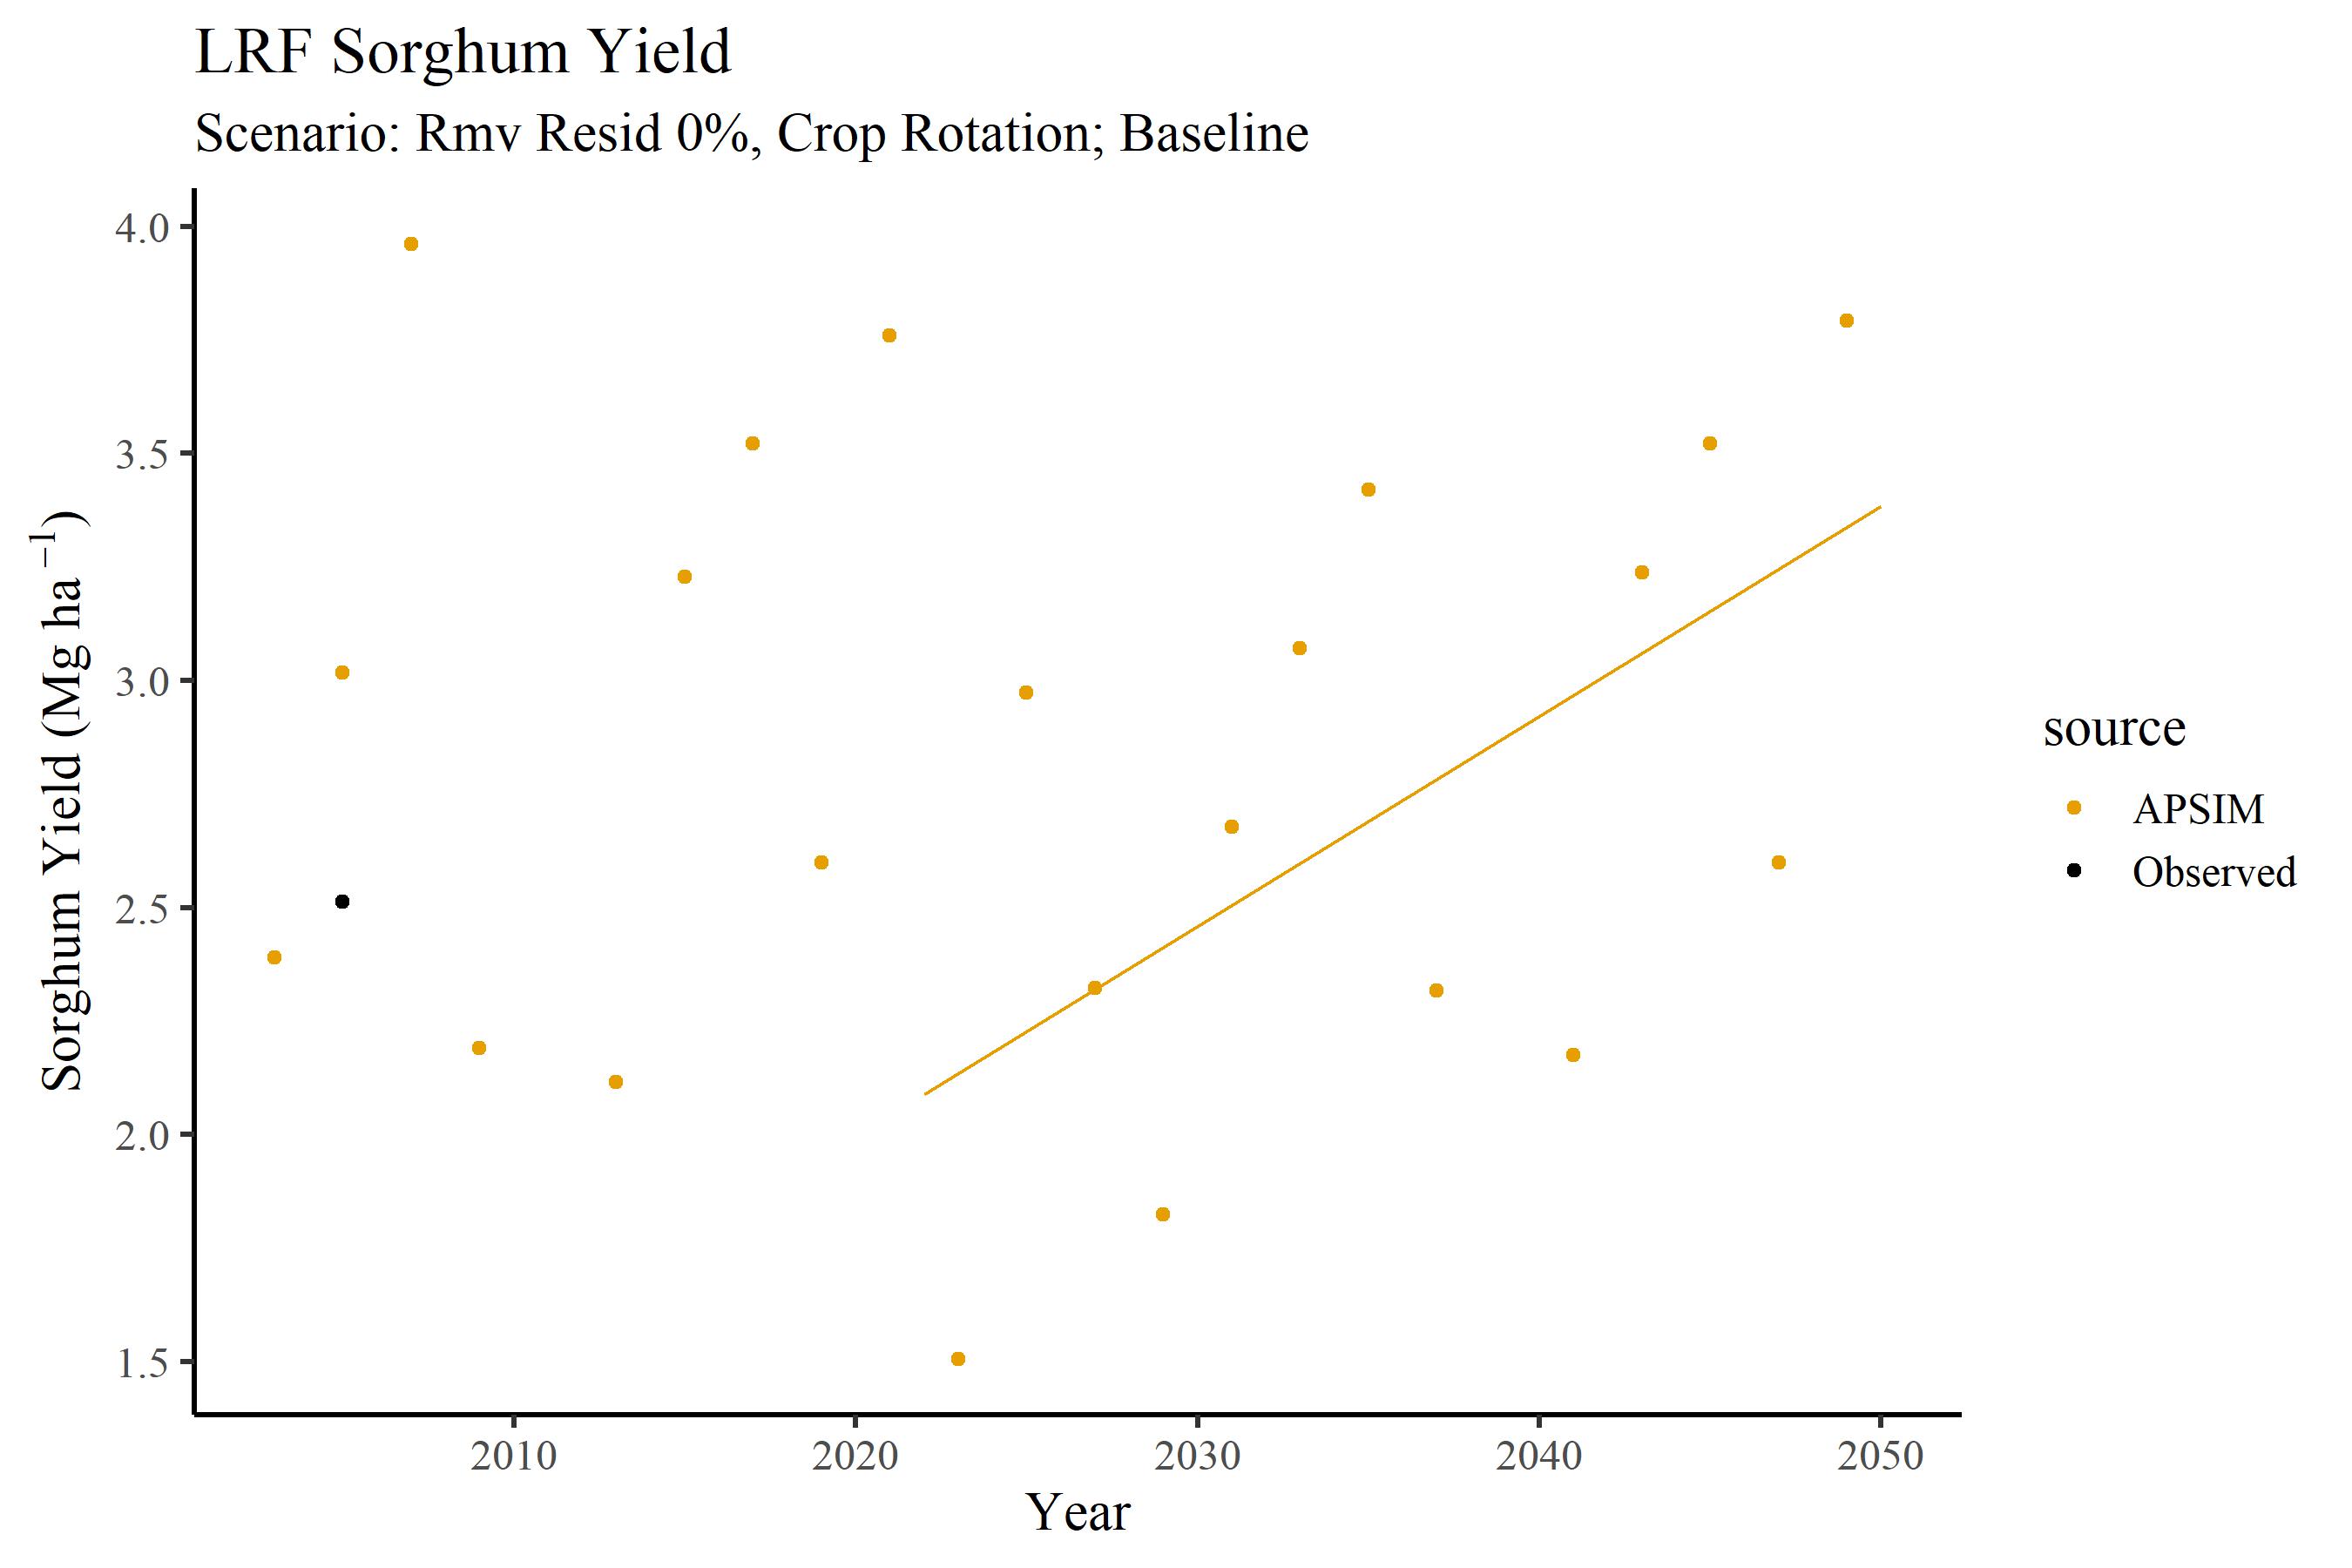 LRF Sorghum Yield
Scenario: Rmv Resid 0%, Crop Rotation; Baseline
Sorghum Yield (Mg ha⁻¹)
4.0
3.5
3.0
2.5
2.0
1.5
2010 2020 2030 2040 2050
Year
source
APSIM
Observed